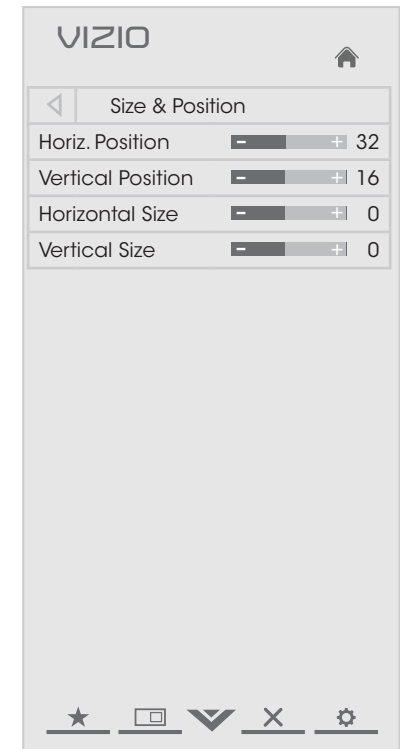 VIZIO
Size & Position
Horiz. Position - + 32
Vertical Position - + 16
Horizontal Size - + 0
Vertical Size - + 0